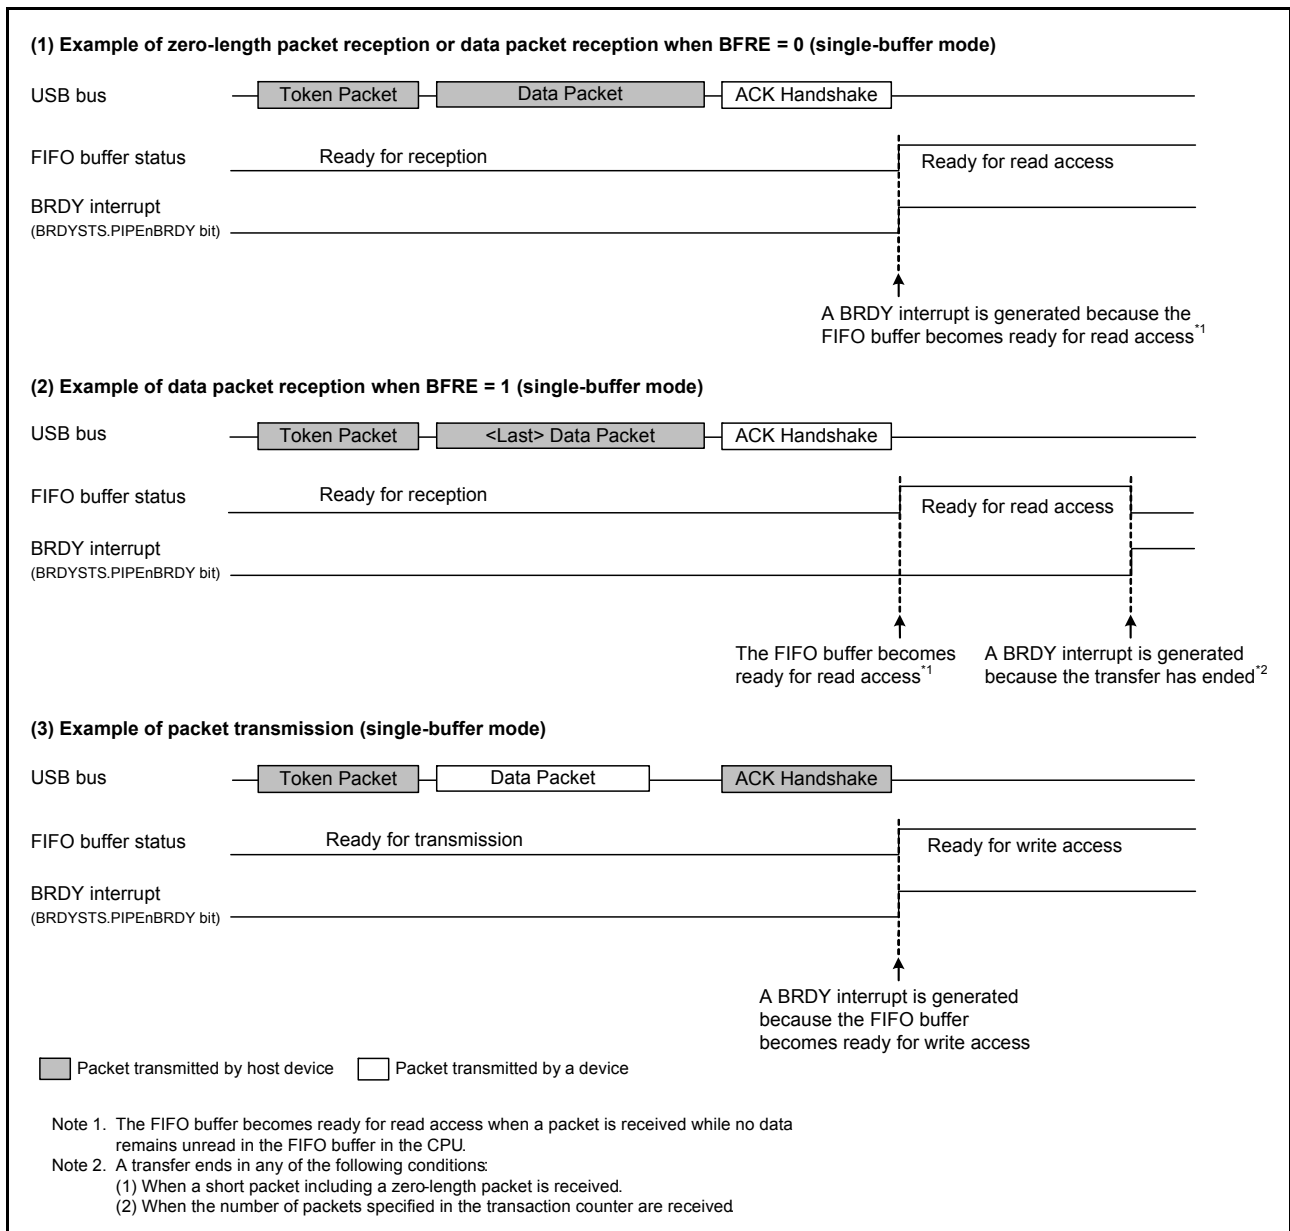 (1) Example of zero-length packet reception or data packet reception when BFRE = 0 (single-buffer mode)
USB bus
Token Packet
Data Packet
ACK Handshake
FIFO buffer status
Ready for reception
Ready for read access
BRDY interrupt
(BRDYSTS.PIPEnBRDY bit)
A BRDY interrupt is generated because the
FIFO buffer becomes ready for read access*1
(2) Example of data packet reception when BFRE = 1 (single-buffer mode)
USB bus
Token Packet
<Last> Data Packet
ACK Handshake
FIFO buffer status
Ready for reception
Ready for read access
BRDY interrupt
(BRDYSTS.PIPEnBRDY bit)
The FIFO buffer becomes
ready for read access*1
A BRDY interrupt is generated
because the transfer has ended*2
(3) Example of packet transmission (single-buffer mode)
USB bus
Token Packet
Data Packet
ACK Handshake
FIFO buffer status
Ready for transmission
Ready for write access
BRDY interrupt
(BRDYSTS.PIPEnBRDY bit)
A BRDY interrupt is generated
because the FIFO buffer
becomes ready for write access
Packet transmitted by host device
Packet transmitted by a device
Note 1. The FIFO buffer becomes ready for read access when a packet is received while no data
remains unread in the FIFO buffer in the CPU.
Note 2. A transfer ends in any of the following conditions:
(1) When a short packet including a zero-length packet is received.
(2) When the number of packets specified in the transaction counter are received.